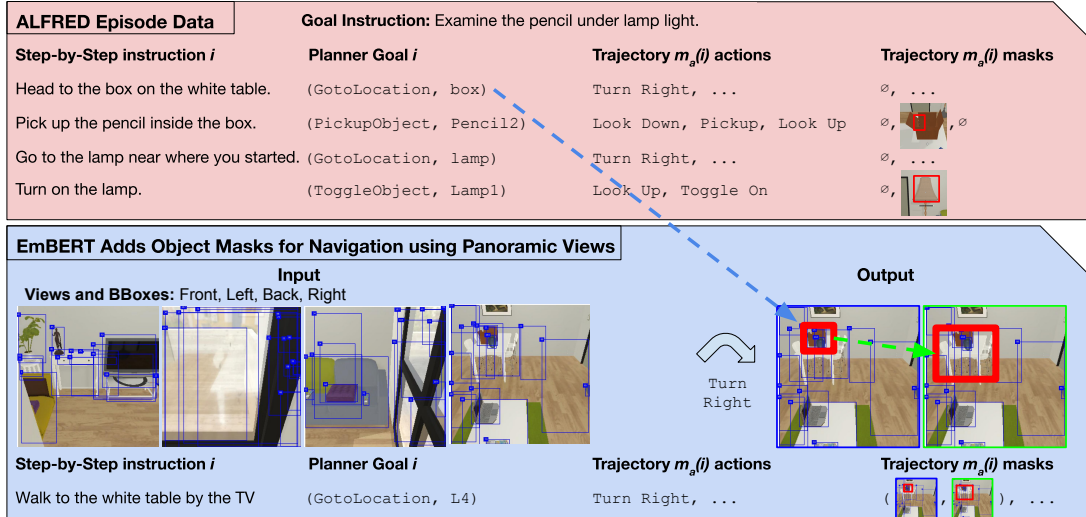 ALFRED Episode Data
Goal Instruction: Examine the pencil under lamp light.
Step-by-Step instruction i Planner Goal i Trajectory m_a(i) actions Trajectory m_a(i) masks
Head to the box on the white table. (GotoLocation, box) Turn Right, ... ∅, ...
Pick up the pencil inside the box. (PickupObject, Pencil2) Look Down, Pickup, Look Up ∅, , ∅
Go to the lamp near where you started. (GotoLocation, lamp) Turn Right, ... ∅, ...
Turn on the lamp. (ToggleObject, Lamp1) Look Up, Toggle On ∅,
EmBERT Adds Object Masks for Navigation using Panoramic Views
Input Output
Views and BBoxes: Front, Left, Back, Right
Turn
Right
Step-by-Step instruction i Planner Goal i Trajectory m_a(i) actions Trajectory m_a(i) masks
Walk to the white table by the TV (GotoLocation, L4) Turn Right, ... ( , ), ...